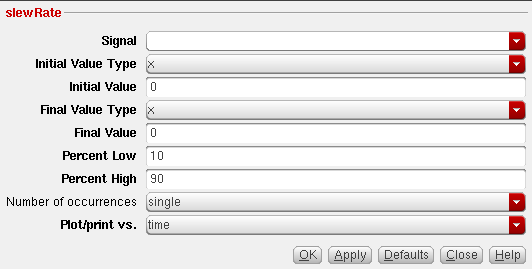 slewRate
Signal
Initial Value Type x
Initial Value 0
Final Value Type x
Final Value 0
Percent Low 10
Percent High 90
Number of occurrences single
Plot/print vs. time
OK Apply Defaults Close Help